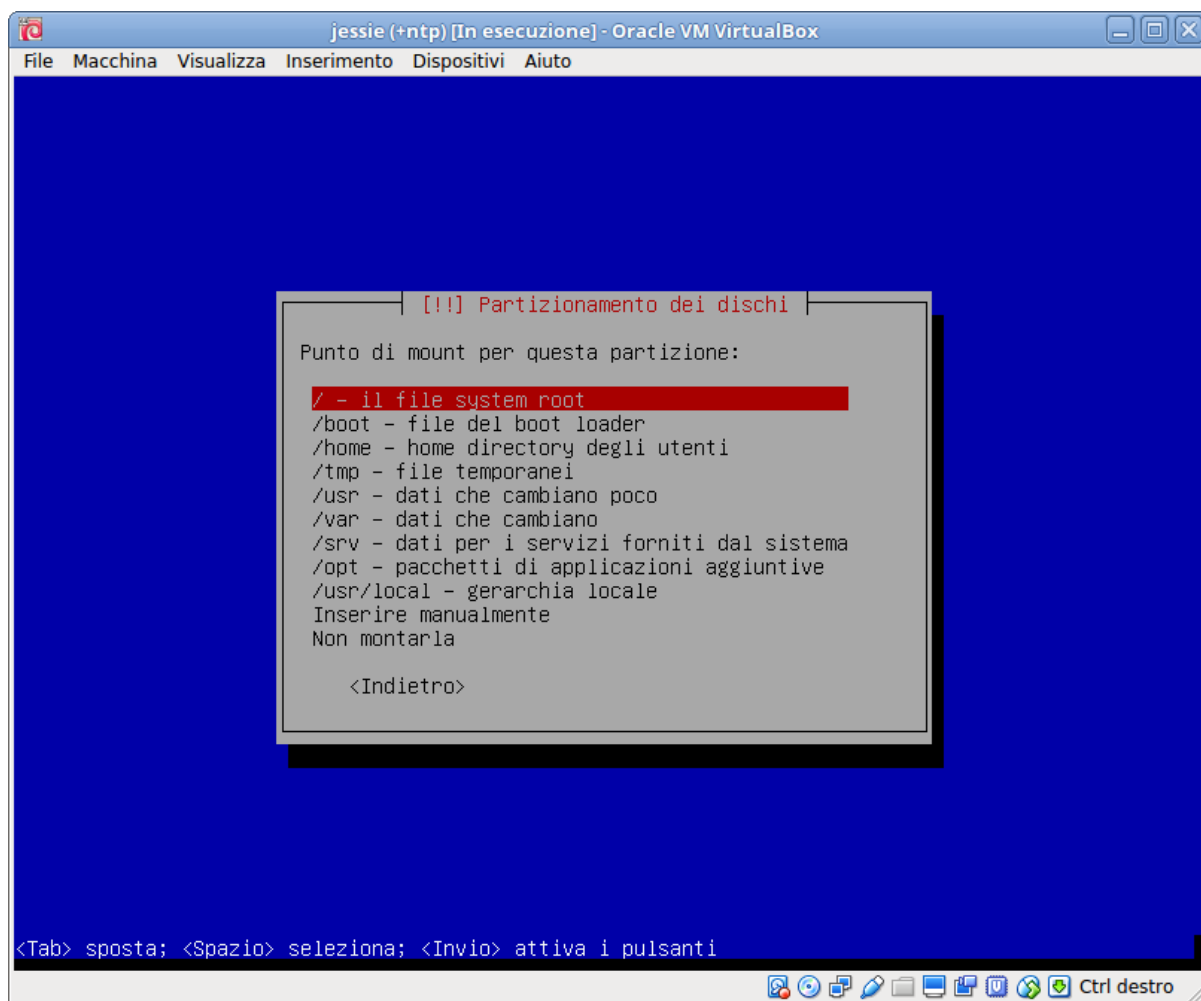 jessie (+ntp) [In esecuzione] - Oracle VM VirtualBox
File Macchina Visualizza Inserimento Dispositivi Aiuto
[!!] Partizionamento dei dischi
Punto di mount per questa partizione:
/ - il file system root
/boot - file del boot loader
/home - home directory degli utenti
/tmp - file temporanei
/usr - dati che cambiano poco
/var - dati che cambiano
/srv - dati per i servizi forniti dal sistema
/opt - pacchetti di applicazioni aggiuntive
/usr/local - gerarchia locale
Inserire manualmente
Non montarla
<Indietro>
<Tab> sposta; <Spazio> seleziona; <Invio> attiva i pulsanti
Ctrl destro